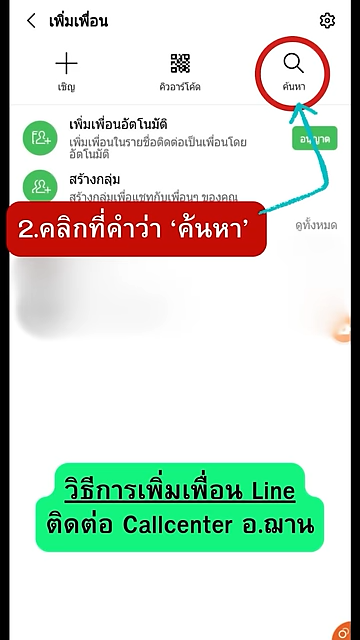 เพิ่มเพื่อน
เชิญ
คิวอาร์โค้ด
ค้นหา
เพิ่มเพื่อนอัตโนมัติ
เพิ่มเพื่อนในรายชื่อติดต่อเป็นเพื่อนโดย
อัตโนมัติ
อนุญาต
สร้างกลุ่ม
สร้างกลุ่มเพื่อแชทกับเพื่อนๆ ของคุณ
2.คลิกที่คำว่า ‘ค้นหา’
ดูทั้งหมด
วิธีการเพิ่มเพื่อน Line
ติดต่อ Callcenter อ.ฌาน